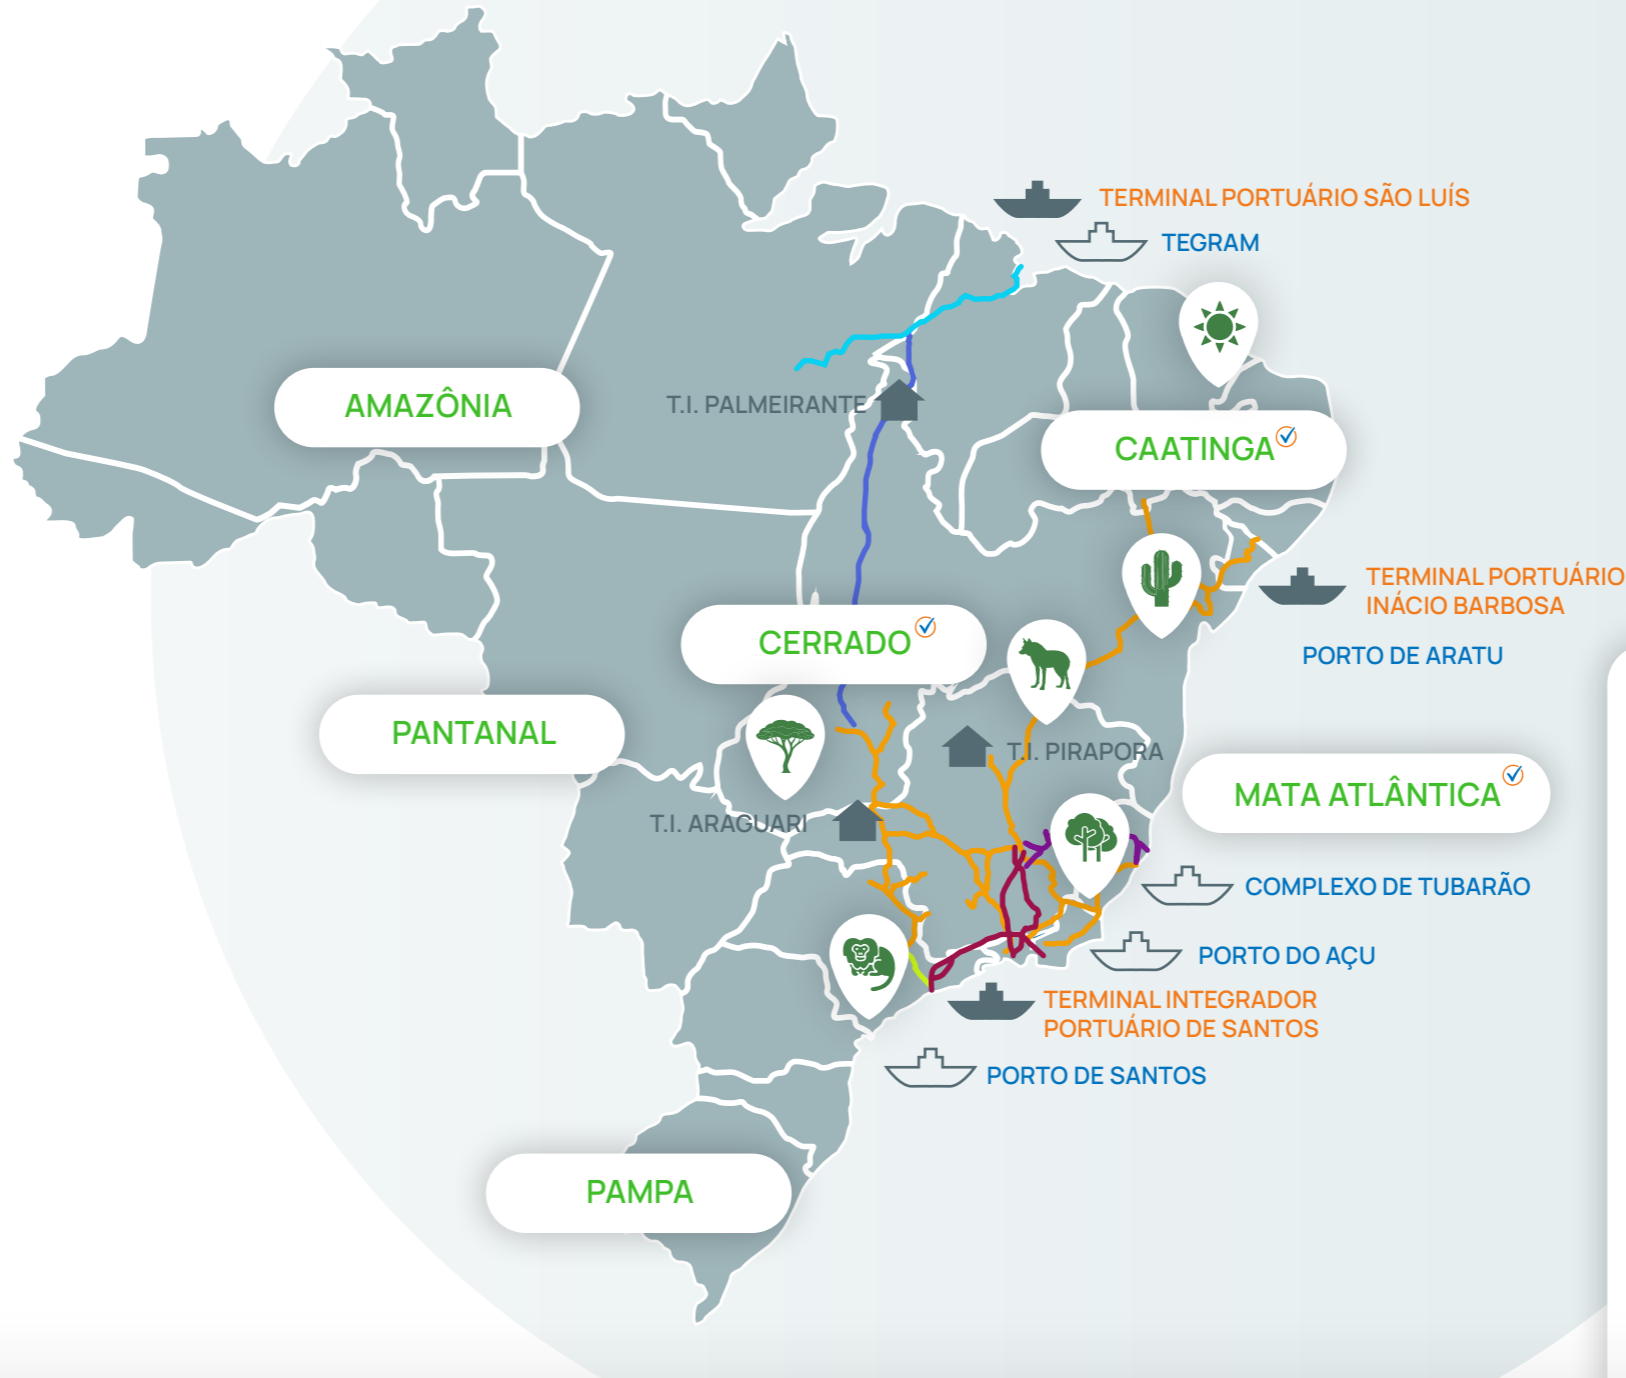 TERMINAL PORTUÁRIO SÃO LUÍS
TEGRAM
AMAZÔNIA
T.I. PALMEIRANTE
CAATINGA
TERMINAL PORTUÁRIO
INÁCIO BARBOSA
CERRADO
PORTO DE ARATU
PANTANAL
T.I. PIRAPORA
MATA ATLÂNTICA
T.I. ARAGUARI
COMPLEXO DE TUBARÃO
PORTO DO AÇU
TERMINAL INTEGRADOR
PORTUÁRIO DE SANTOS
PORTO DE SANTOS
PAMPA